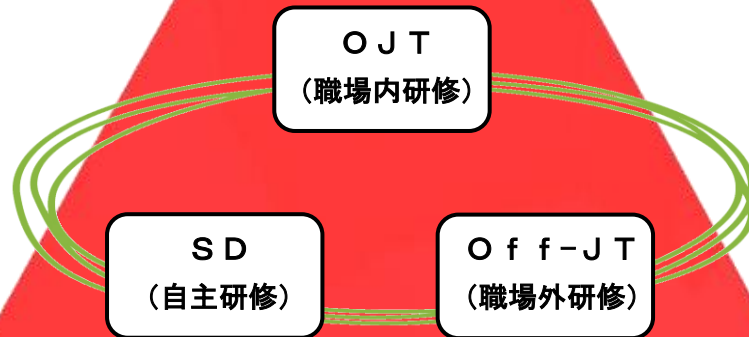 ＯＪＴ
（職場内研修）
ＳＤ
（自主研修）
Ｏｆｆ-ＪＴ
（職場外研修）